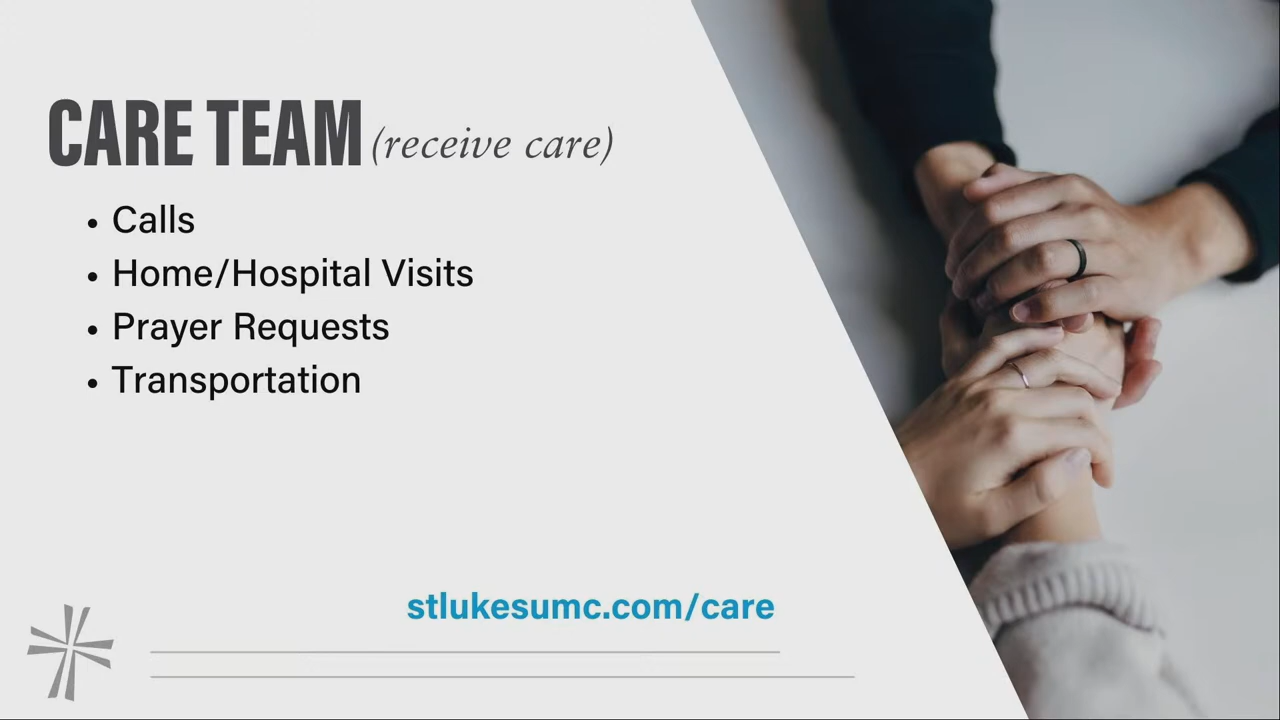 CARE TEAM (receive care)
• Calls
• Home/Hospital Visits
• Prayer Requests
• Transportation
stlukesumc.com/care